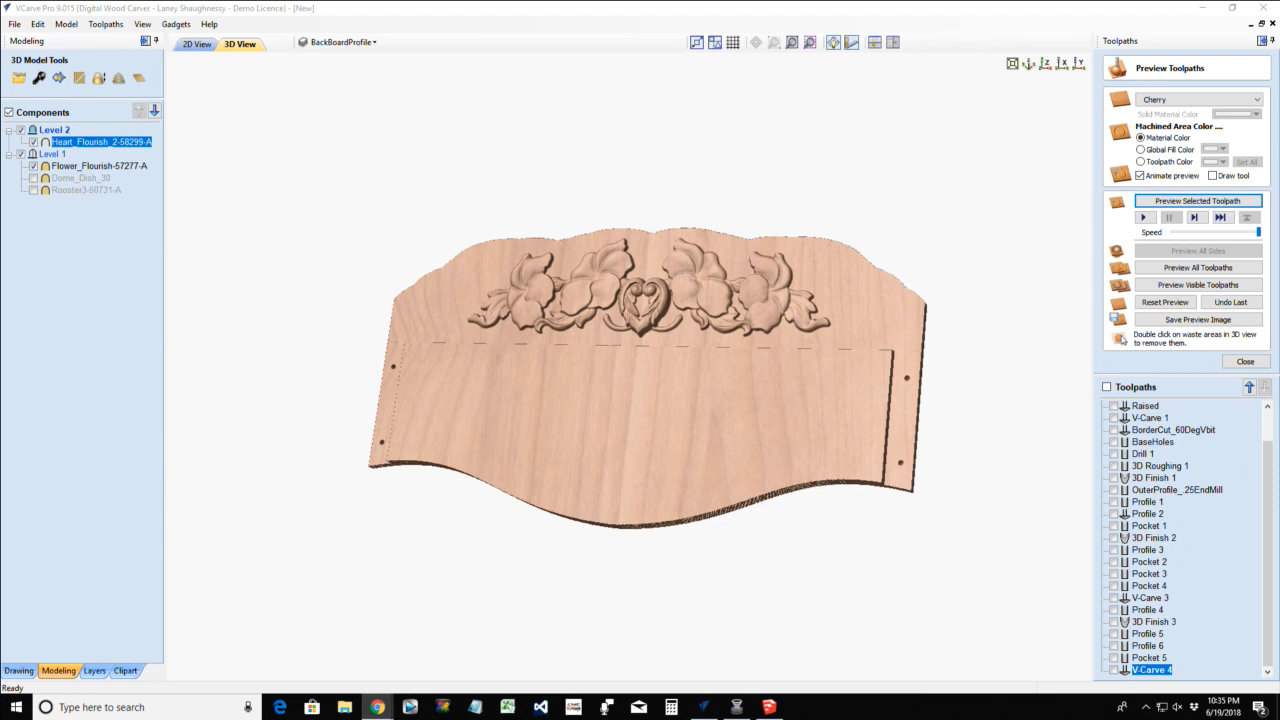 VCarve Pro 9.015 [Digital Wood Carver - Laney Shaughnessy - Demo Licence] - [New]
File Edit Model Toolpaths View Gadgets Help
Modeling
2D View
3D View
BackBoardProfile
Toolpaths
3D Model Tools
Preview Toolpaths
Components
Level 2
Heart_Flourish_2-58299-A
Level 1
Flower_Flourish-57277-A
Dome_Dish_30
Rooster3-50731-A
Cherry
Solid Material Color
Machined Area Color ....
Material Color
Global Fill Color
Toolpath Color
Set All
Animate preview
Draw tool
Preview Selected Toolpath
Speed
Preview All Sides
Preview All Toolpaths
Preview Visible Toolpaths
Reset Preview
Undo Last
Save Preview Image
Double click on waste areas in 3D view
to remove them.
Close
Toolpaths
Raised
V-Carve 1
BorderCut_60DegVbit
BaseHoles
Drill 1
3D Roughing 1
3D Finish 1
OuterProfile_.25EndMill
Profile 1
Profile 2
Pocket 1
3D Finish 2
Profile 3
Pocket 2
Pocket 3
Pocket 4
V-Carve 3
Profile 4
3D Finish 3
Profile 5
Profile 6
Pocket 5
V-Carve 4
Drawing
Modeling
Layers
Clipart
Ready
Type here to search
10:35 PM
6/19/2018